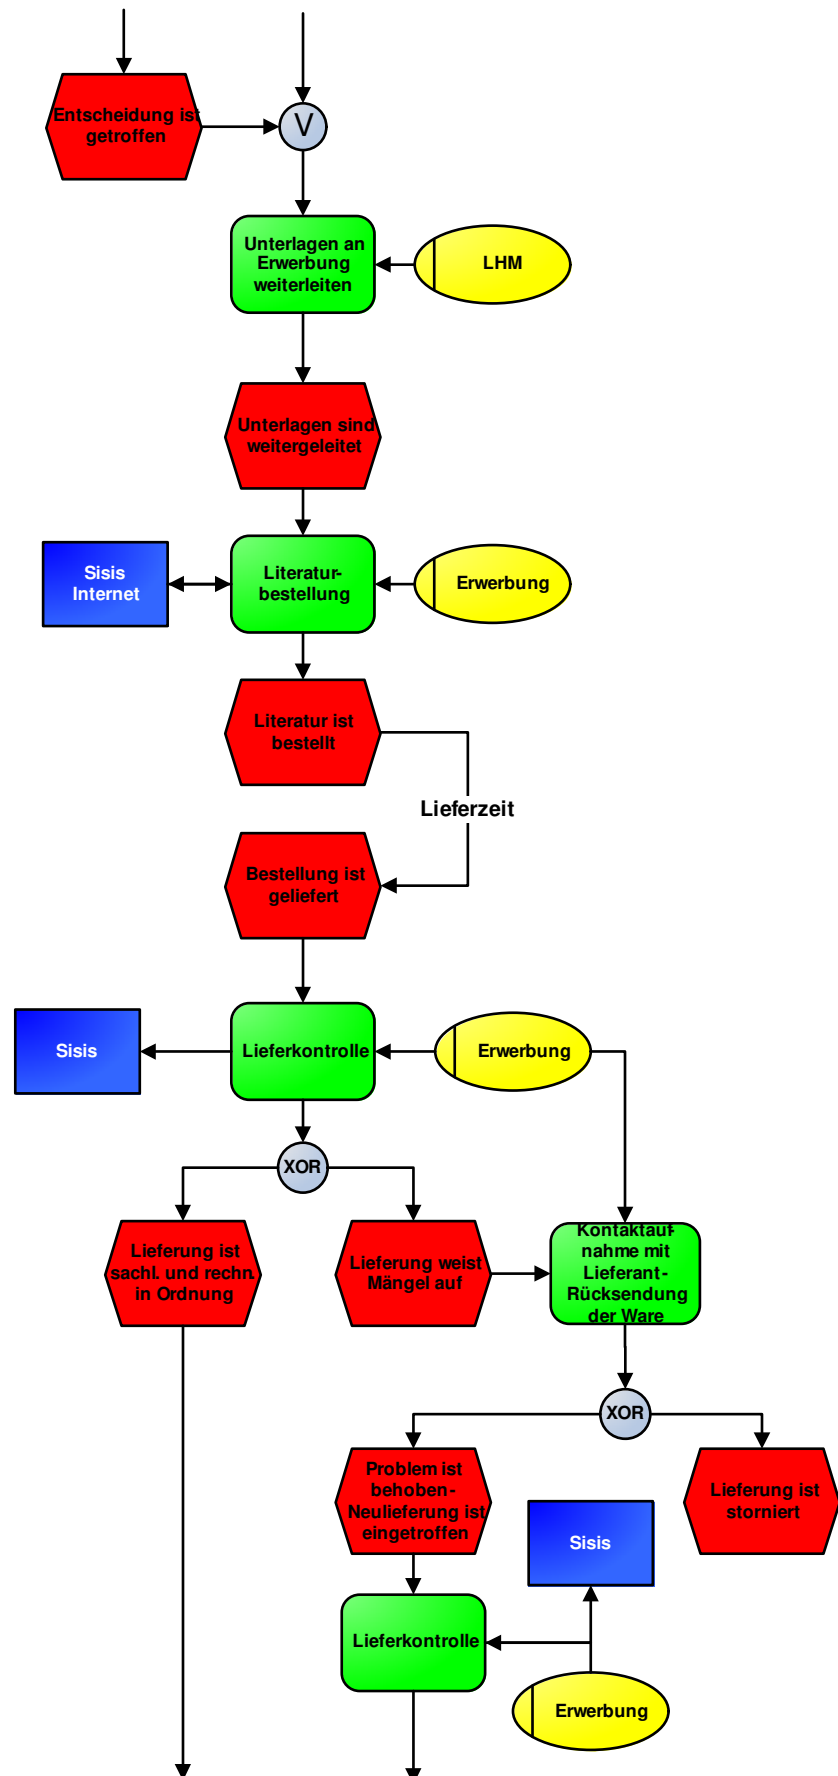 Entscheidung ist
getroffen
V
Unterlagen an
Erwerbung
weiterleiten
LHM
Unterlagen sind
weitergeleitet
Sisis
Internet
Literatur-
bestellung
Erwerbung
Literatur ist
bestellt
Lieferzeit
Bestellung ist
geliefert
Sisis
Lieferkontrolle
Erwerbung
XOR
Lieferung ist
sachl. und rechn.
in Ordnung
Lieferung weist
Mängel auf
Kontaktauf-
nahme mit
Lieferant-
Rücksendung
der Ware
XOR
Problem ist
behoben-
Neulieferung ist
eingetroffen
Lieferung ist
storniert
Sisis
Lieferkontrolle
Erwerbung